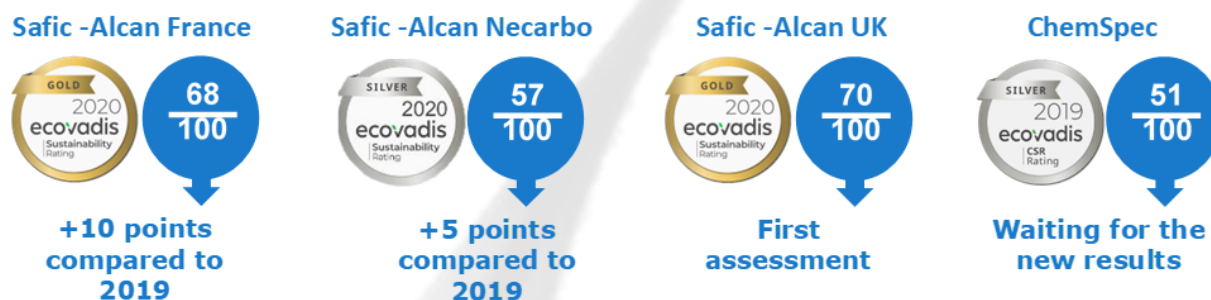 Safic -Alcan France
GOLD
2020
ecovadis
Sustainability
Rating
68
100
+10 points
compared to
2019
Safic -Alcan Necarbo
SILVER
2020
ecovadis
Sustainability
Rating
57
100
+5 points
compared to
2019
Safic -Alcan UK
GOLD
2020
ecovadis
Sustainability
Rating
70
100
First
assessment
ChemSpec
SILVER
2019
ecovadis
CSR
Rating
51
100
Waiting for the
new results